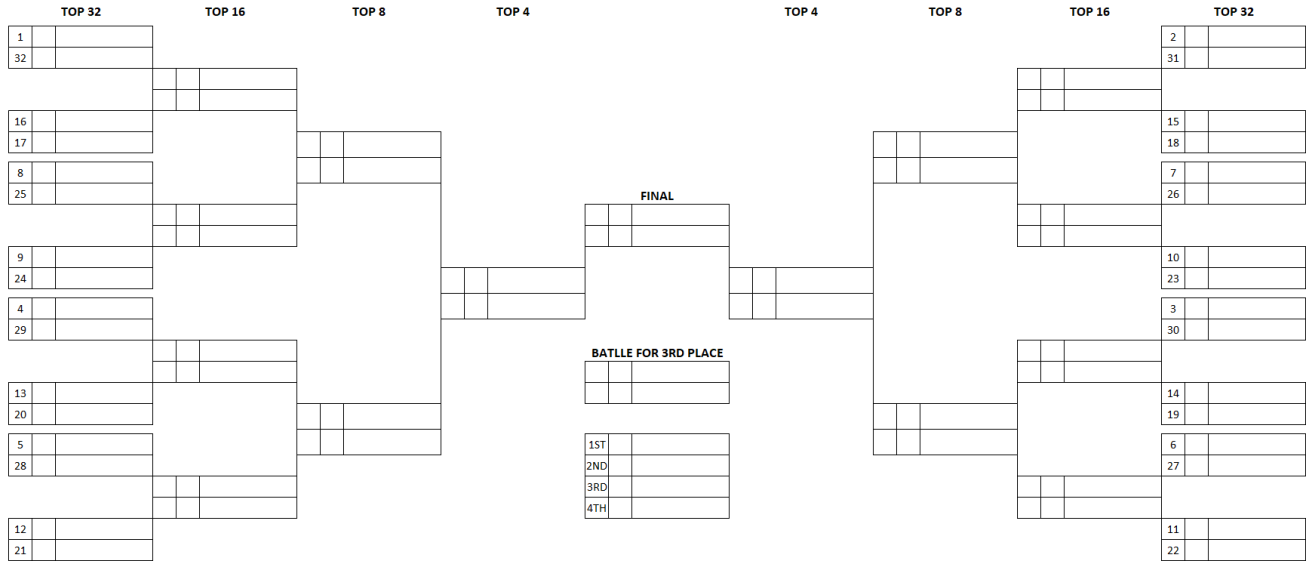 TOP 32 TOP 16 TOP 8 TOP 4 TOP 4 TOP 8 TOP 16 TOP 32
1 2
32 31
16 15
17 18
8 7
25 26
FINAL
9 10
24 23
4 3
29 30
BATLLE FOR 3RD PLACE
13 14
20 19
5 1ST 6
28 2ND 27
3RD
4TH
12 11
21 22